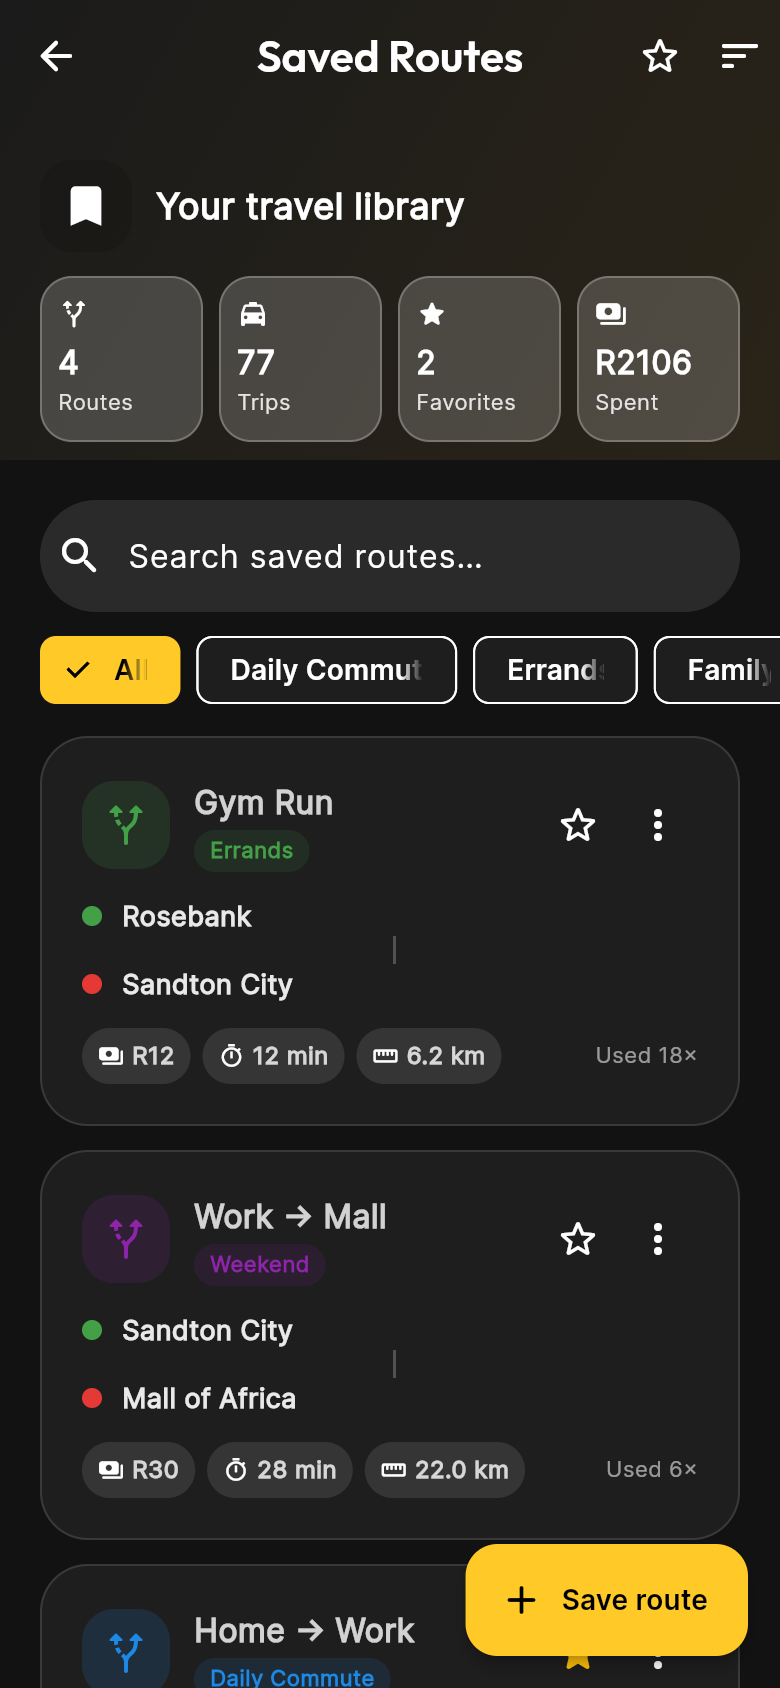 Saved Routes
Your travel library
4
Routes
77
Trips
2
Favorites
R2106
Spent
Search saved routes...
All
Daily Commut
Errands
Family
Gym Run
Errands
Rosebank
Sandton City
R12
12 min
6.2 km
Used 18×
Work → Mall
Weekend
Sandton City
Mall of Africa
R30
28 min
22.0 km
Used 6×
Save route
Home → Work
Daily Commute